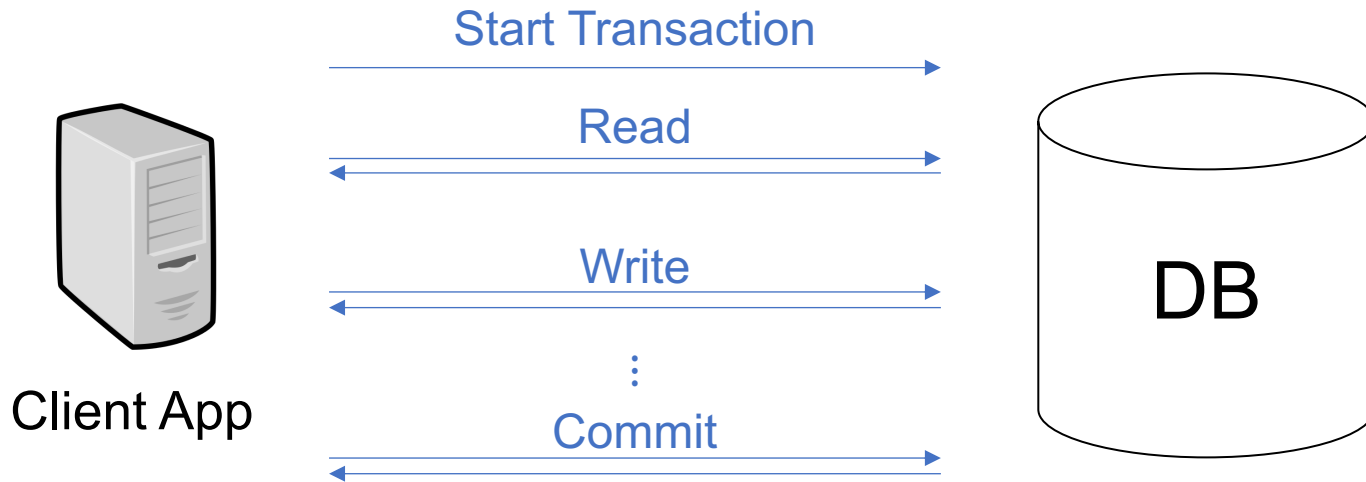 Start Transaction
Read
Write
⋮
Commit
Client App
DB